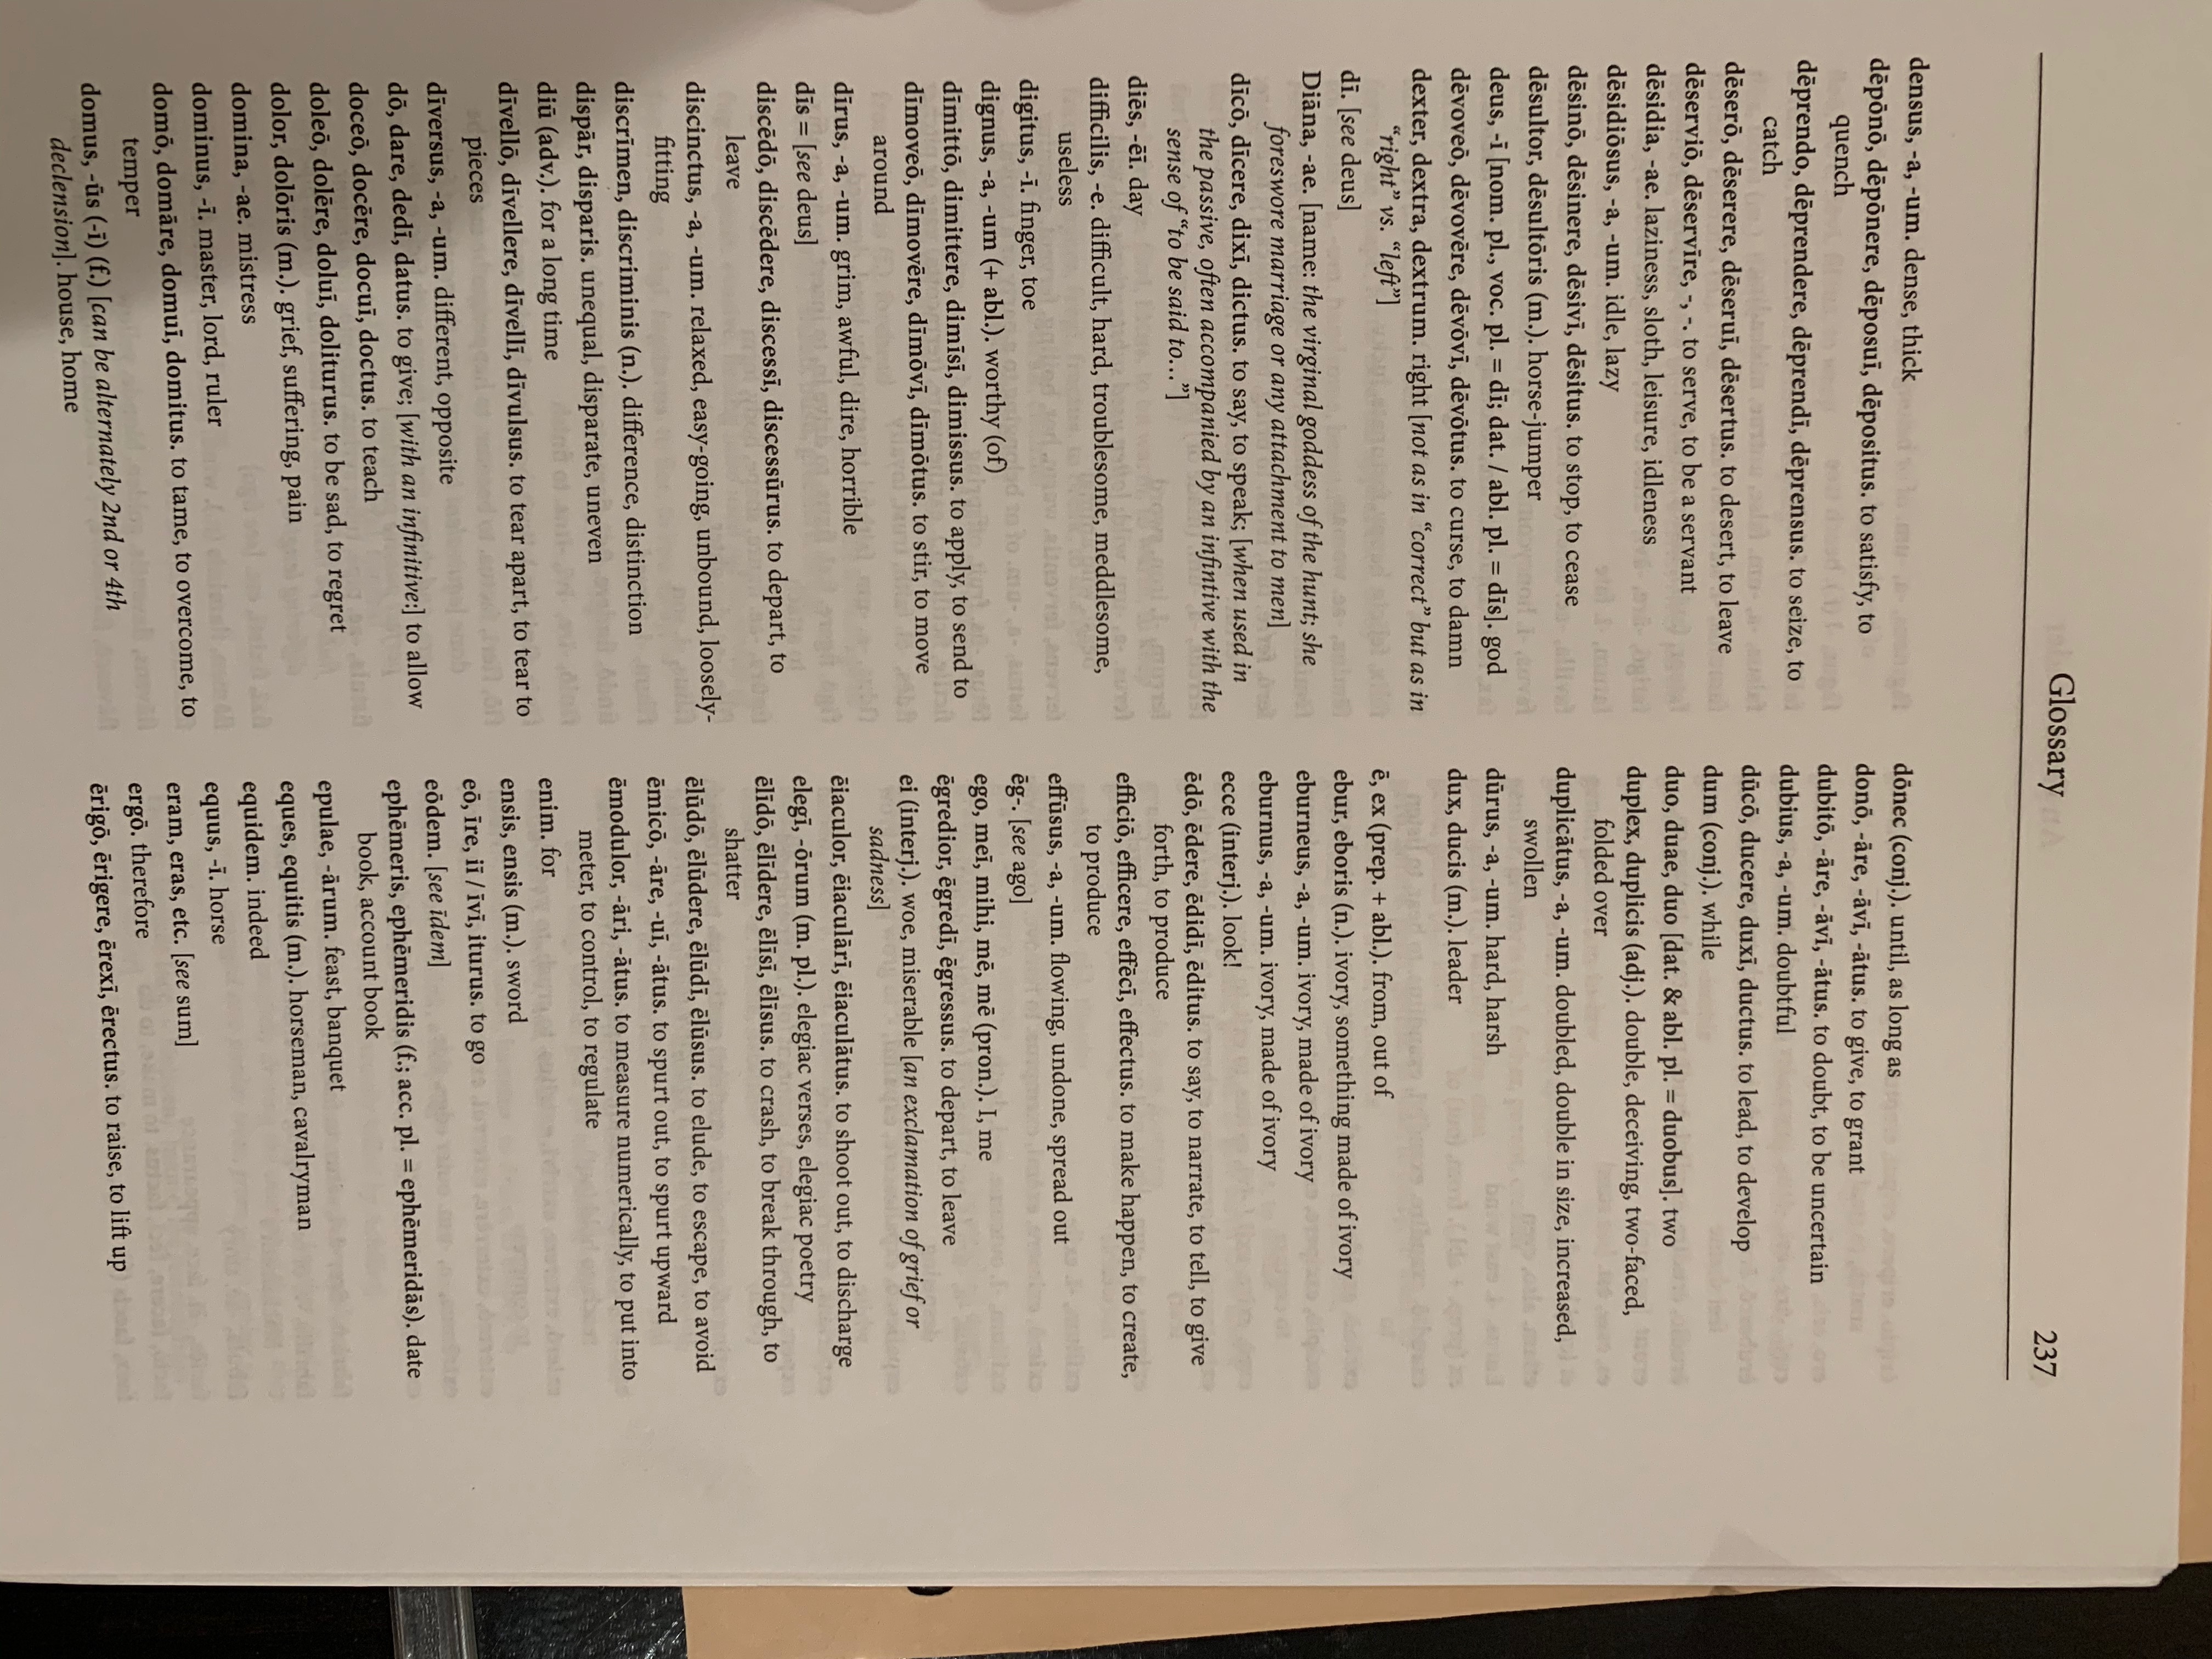 Glossary 237
densus, -a, -um. dense, thick
dēpōnō, dēpōnere, dēposuī, dēpositus. to satisfy, to
quench
dēprendo, dēprendere, dēprendī, dēprensus. to seize, to
catch
dēserō, dēserere, dēseruī, dēsertus. to desert, to leave
dēserviō, dēservīre, -, -. to serve, to be a servant
dēsidia, -ae. laziness, sloth, leisure, idleness
dēsidiōsus, -a, -um. idle, lazy
dēsinō, dēsinere, dēsivī, dēsitus. to stop, to cease
dēsultor, dēsultōris (m.). horse-jumper
deus, -ī [nom. pl., voc. pl. = dī; dat. / abl. pl. = dīs]. god
dēvoveō, dēvovēre, dēvōvī, dēvōtus. to curse, to damn
dexter, dextra, dextrum. right [not as in “correct” but as in
“right” vs. “left”]
dī. [see deus]
Diāna, -ae. [name: the virginal goddess of the hunt; she
foreswore marriage or any attachment to men]
dīcō, dīcere, dixī, dictus. to say, to speak; [when used in
the passive, often accompanied by an infintive with the
sense of “to be said to…”]
diēs, -ēī. day
difficilis, -e. difficult, hard, troublesome, meddlesome,
useless
digitus, -ī. finger, toe
dignus, -a, -um (+ abl.). worthy (of)
dīmittō, dimittere, dimīsī, dimissus. to apply, to send to
dīmoveō, dīmovēre, dīmōvī, dīmōtus. to stir, to move
around
dīrus, -a, -um. grim, awful, dire, horrible
dīs = [see deus]
discēdō, discēdere, discessī, discessūrus. to depart, to
leave
discinctus, -a, -um. relaxed, easy-going, unbound, loosely-
fitting
discrīmen, discriminis (n.). difference, distinction
dispār, disparis. unequal, disparate, uneven
diū (adv.). for a long time
dīvellō, dīvellere, dīvellī, dīvulsus. to tear apart, to tear to
pieces
dīversus, -a, -um. different, opposite
dō, dare, dedī, datus. to give; [with an infinitive:] to allow
doceō, docēre, docuī, doctus. to teach
doleō, dolēre, doluī, doliturus. to be sad, to regret
dolor, dolōris (m.). grief, suffering, pain
domina, -ae. mistress
dominus, -ī. master, lord, ruler
domō, domāre, domuī, domitus. to tame, to overcome, to
temper
domus, -ūs (-ī) (f.) [can be alternately 2nd or 4th
declension]. house, home
dōnec (conj.). until, as long as
donō, -āre, -āvī, -ātus. to give, to grant
dubitō, -āre, -āvī, -ātus. to doubt, to be uncertain
dubius, -a, -um. doubtful
dūcō, ducere, duxī, ductus. to lead, to develop
dum (conj.). while
duo, duae, duo [dat. & abl. pl. = duobus]. two
duplex, duplicis (adj.). double, deceiving, two-faced,
folded over
duplicātus, -a, -um. doubled, double in size, increased,
swollen
dūrus, -a, -um. hard, harsh
dux, ducis (m.). leader
ē, ex (prep. + abl.). from, out of
ebur, eboris (n.). ivory, something made of ivory
eburneus, -a, -um. ivory, made of ivory
eburnus, -a, -um. ivory, made of ivory
ecce (interj.). look!
ēdō, ēdere, ēdidī, ēditus. to say, to narrate, to tell, to give
forth, to produce
efficiō, efficere, effēcī, effectus. to make happen, to create,
to produce
effūsus, -a, -um. flowing, undone, spread out
ēg-. [see ago]
ego, meī, mihi, mē, mē (pron.). I, me
ēgredior, ēgredī, ēgressus. to depart, to leave
ei (interj.). woe, miserable [an exclamation of grief or
sadness]
ēiaculor, ēiaculārī, ēiaculātus. to shoot out, to discharge
elegī, -ōrum (m. pl.). elegiac verses, elegiac poetry
ēlīdō, ēlīdere, ēlīsī, ēlīsus. to crash, to break through, to
shatter
ēlūdō, ēlūdere, ēlūdī, ēlūsus. to elude, to escape, to avoid
ēmicō, -āre, -uī, -ātus. to spurt out, to spurt upward
ēmodulor, -āri, -ātus. to measure numerically, to put into
meter, to control, to regulate
enim. for
ensis, ensis (m.). sword
eō, īre, iī / īvī, iturus. to go
eōdem. [see īdem]
ephēmeris, ephēmeridis (f.; acc. pl. = ephēmeridās). date
book, account book
epulae, -ārum. feast, banquet
eques, equitis (m.). horseman, cavalryman
equidem. indeed
equus, -ī. horse
eram, eras, etc. [see sum]
ergō. therefore
ērigō, ērigere, ērexī, ērectus. to raise, to lift up